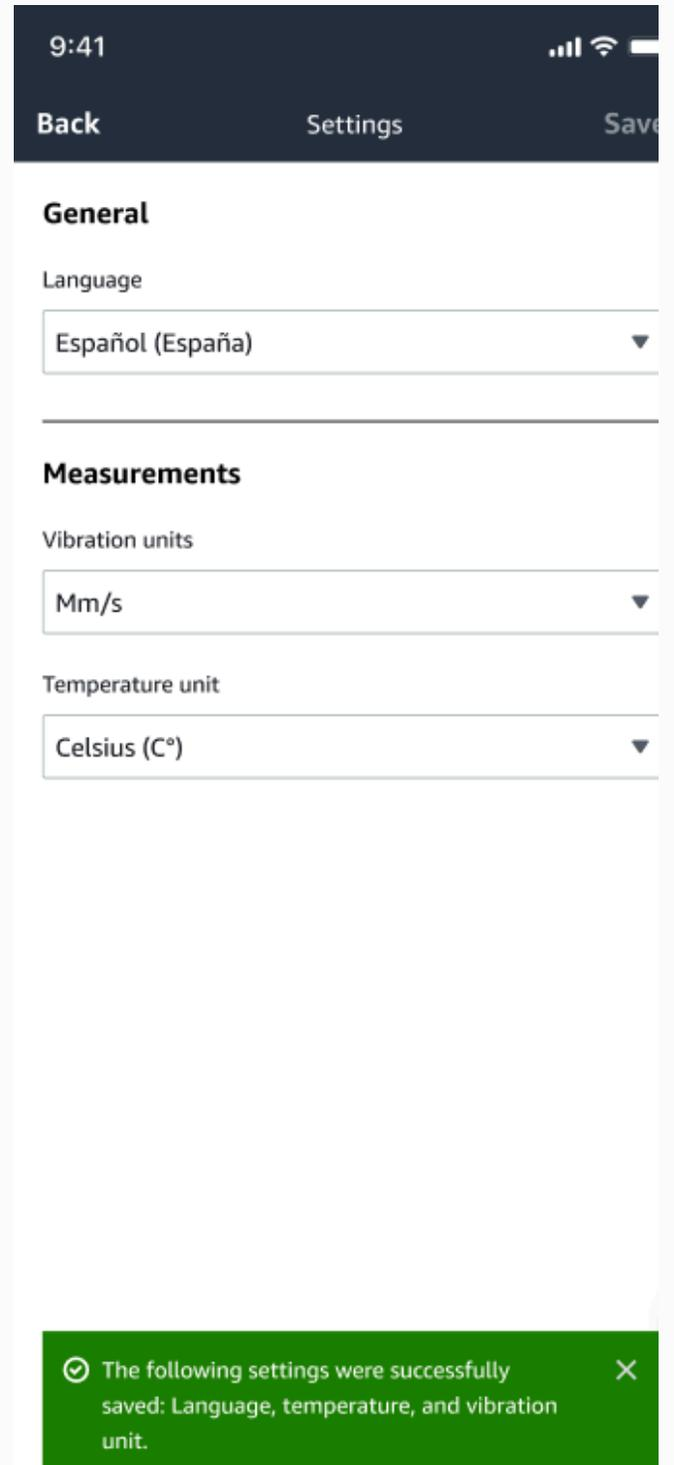 9:41
Back Settings Save
General
Language
Español (España)
Measurements
Vibration units
Mm/s
Temperature unit
Celsius (C°)
The following settings were successfully
saved: Language, temperature, and vibration
unit.